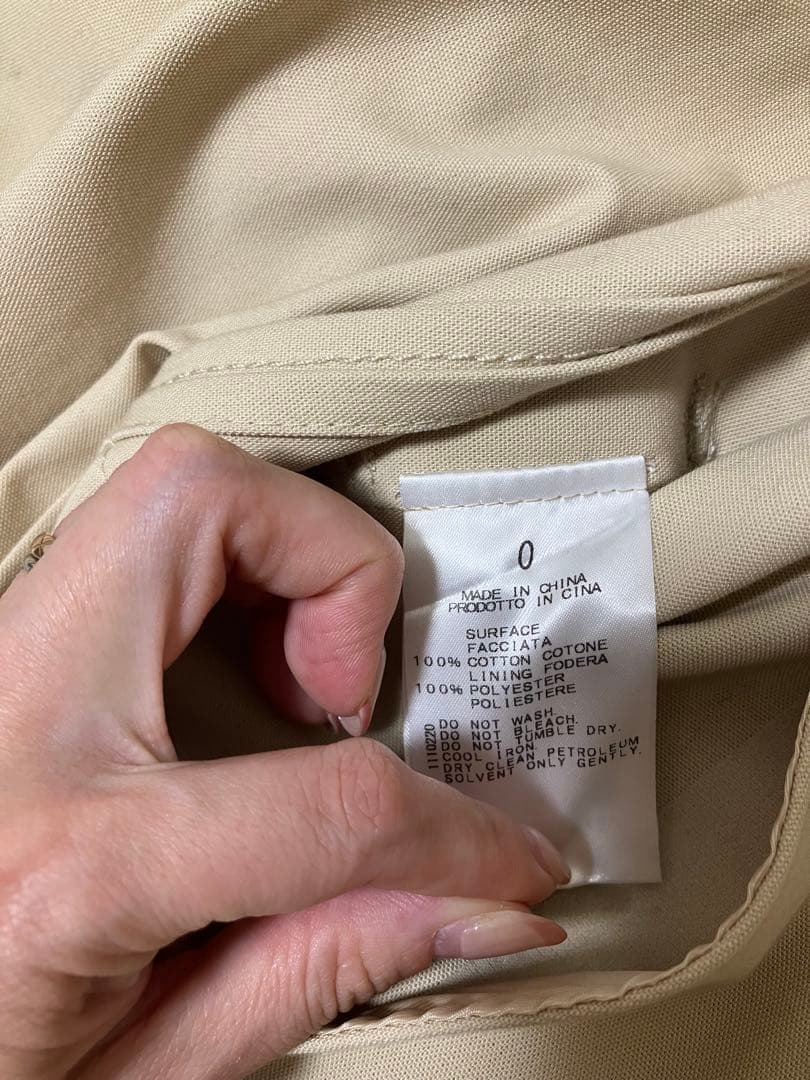 0
MADE IN CHINA
PRODOTTO IN CINA
SURFACE
FACCIATA
100% COTTON COTONE
LINING FODERA
100% POLYESTER
POLIESTERE
DO NOT WASH.
DO NOT BLEACH.
DO NOT TUMBLE DRY.
COOL IRON.
DRY CLEAN PETROLEUM
SOLVENT ONLY GENTLY.
1110220